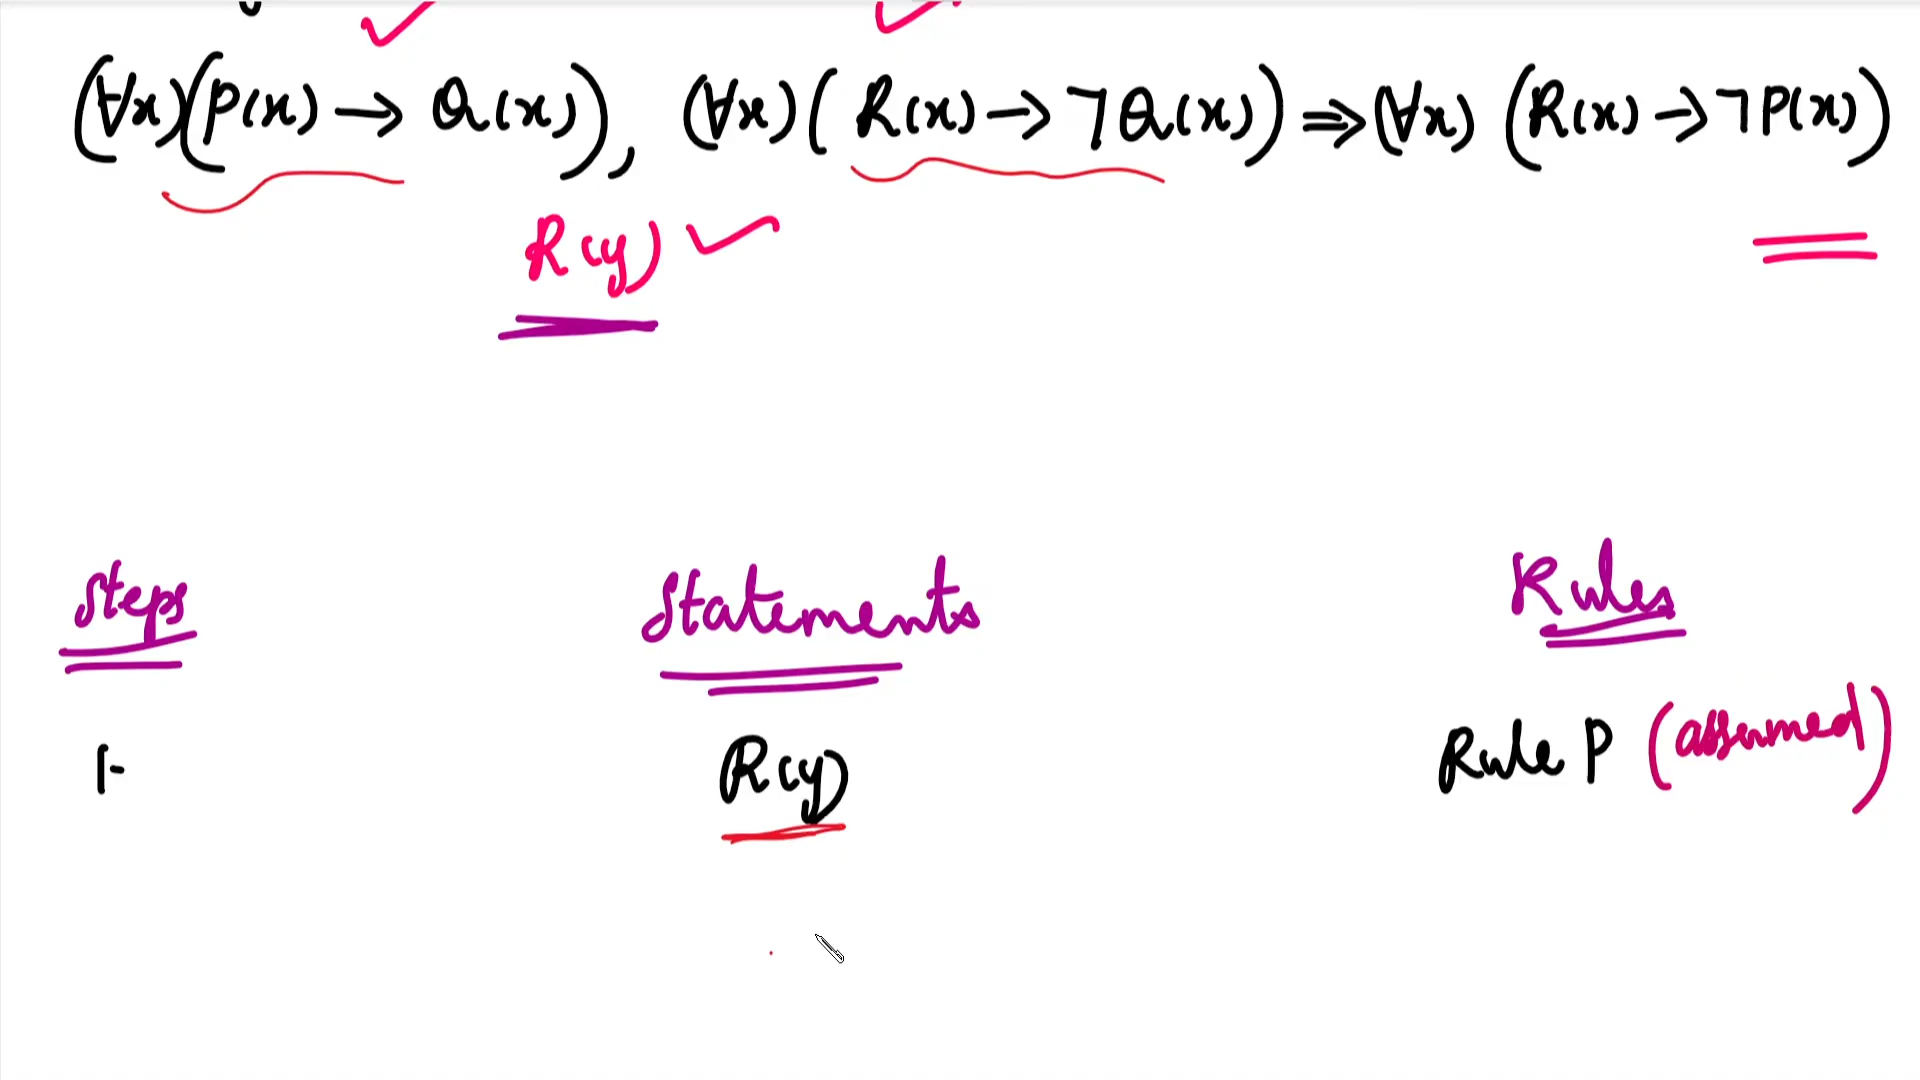 (∀x)(P(x) → Q(x)), (∀x)(R(x) → ¬Q(x)) ⇒ (∀x)(R(x) → ¬P(x))
R(y) ✓
Steps Statements Rules
1- R(y) Rule P (assumed)